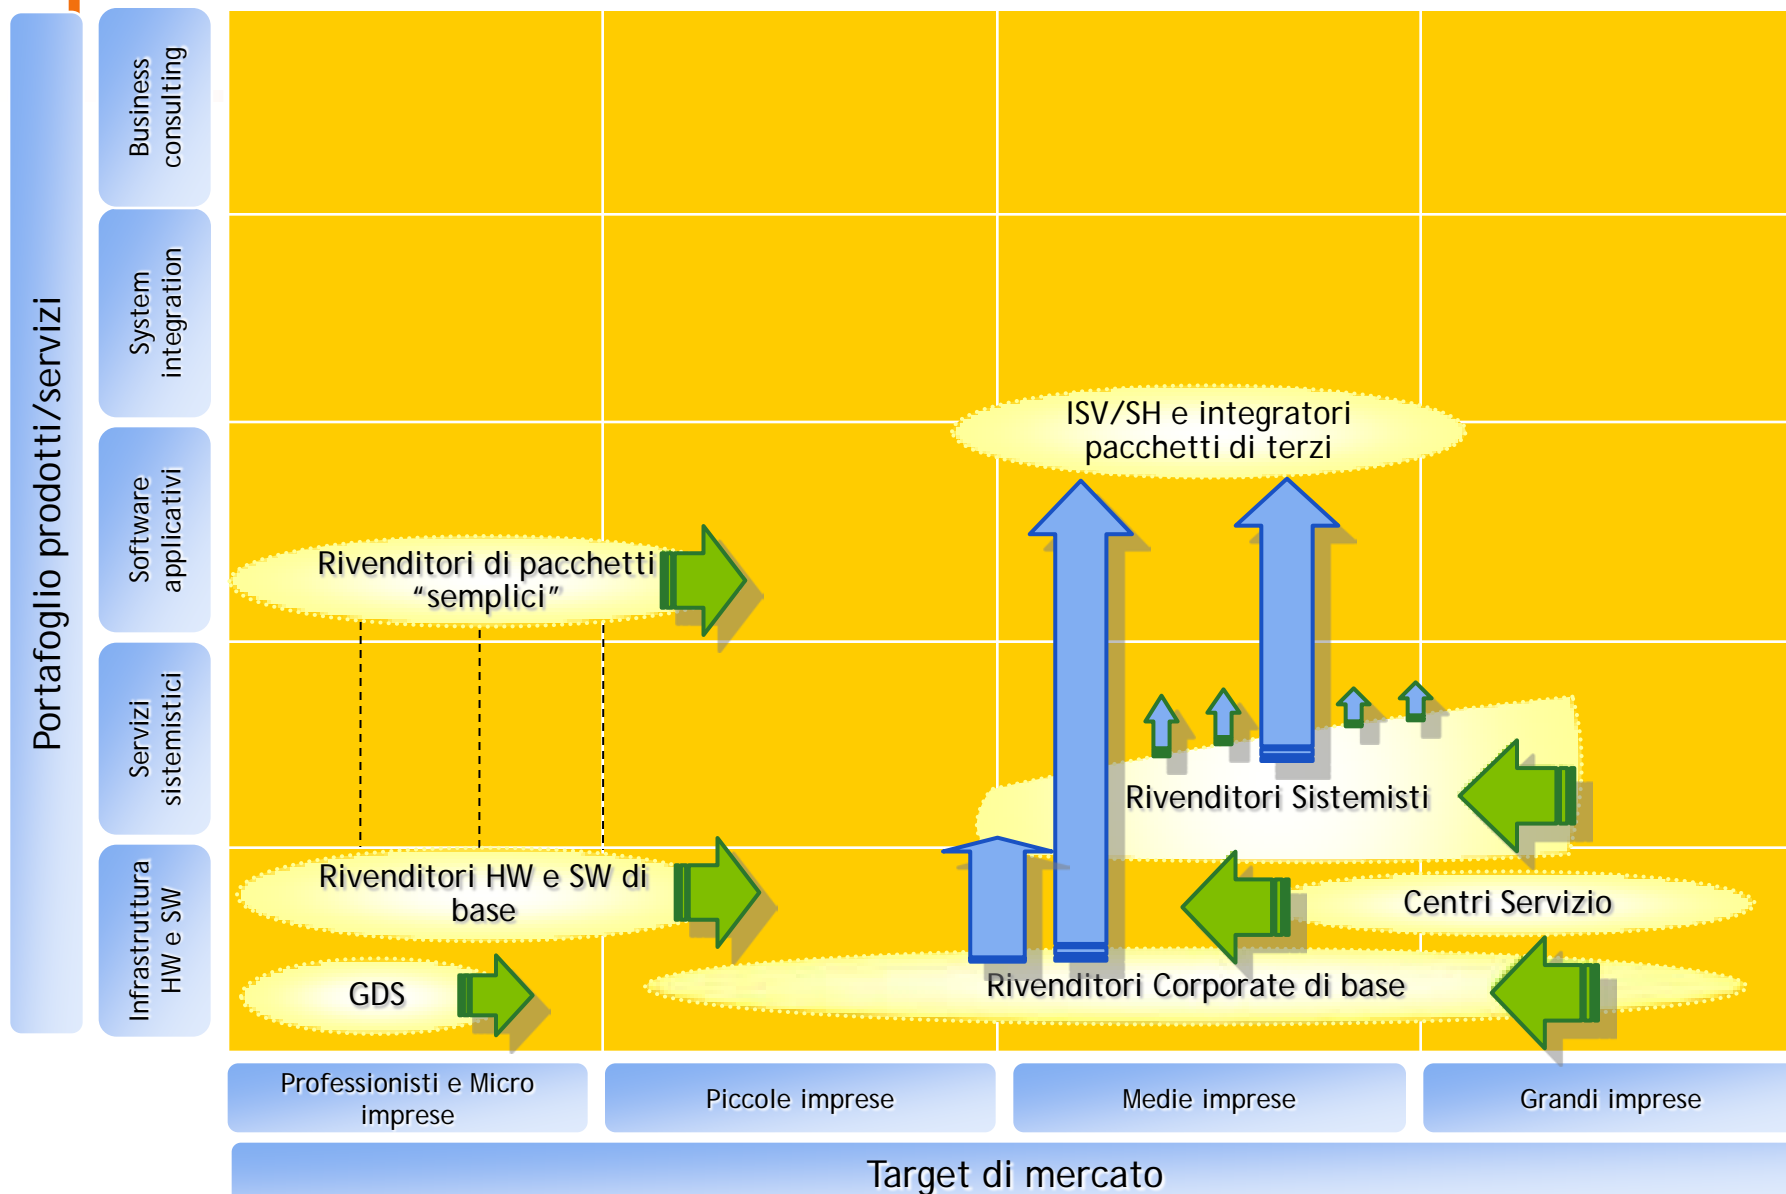 Portafoglio prodotti/servizi
Business
consulting
System
integration
Software
applicativi
Servizi
sistemistici
Infrastruttura
HW e SW
ISV/SH e integratori
pacchetti di terzi
Rivenditori di pacchetti
“semplici”
Rivenditori Sistemisti
Rivenditori HW e SW di
base
Centri Servizio
GDS
Rivenditori Corporate di base
Professionisti e Micro
imprese
Piccole imprese
Medie imprese
Grandi imprese
Target di mercato